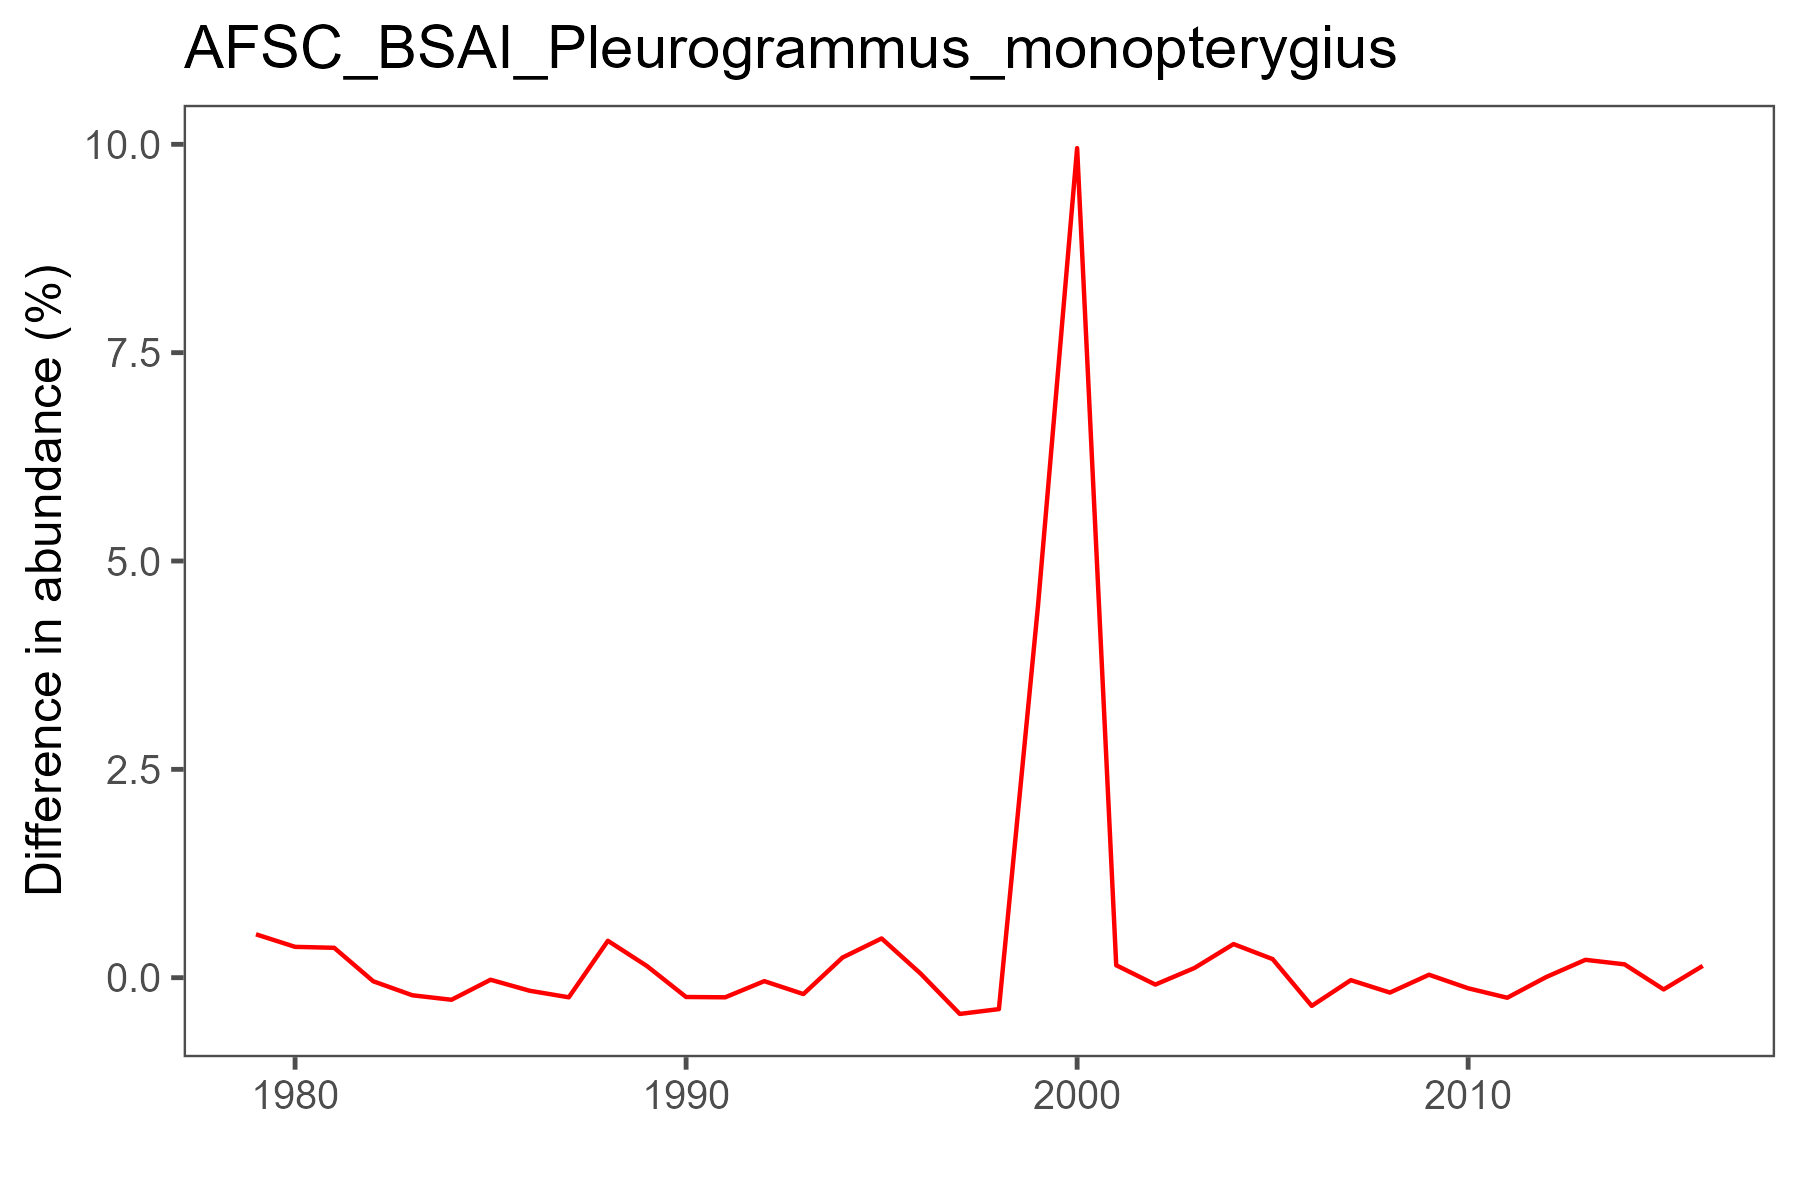 AFSC_BSAI_Pleurogrammus_monopterygius
Difference in abundance (%)
10.0
7.5
5.0
2.5
0.0
1980 1990 2000 2010